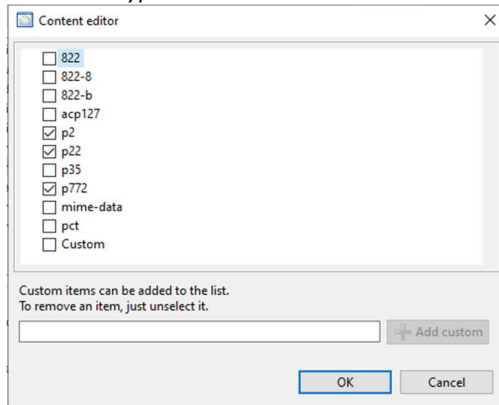 Content editor
822
822-8
822-b
acp127
p2
p22
p35
p772
mime-data
pct
Custom
Custom items can be added to the list.
To remove an item, just unselect it.
Add custom
OK
Cancel